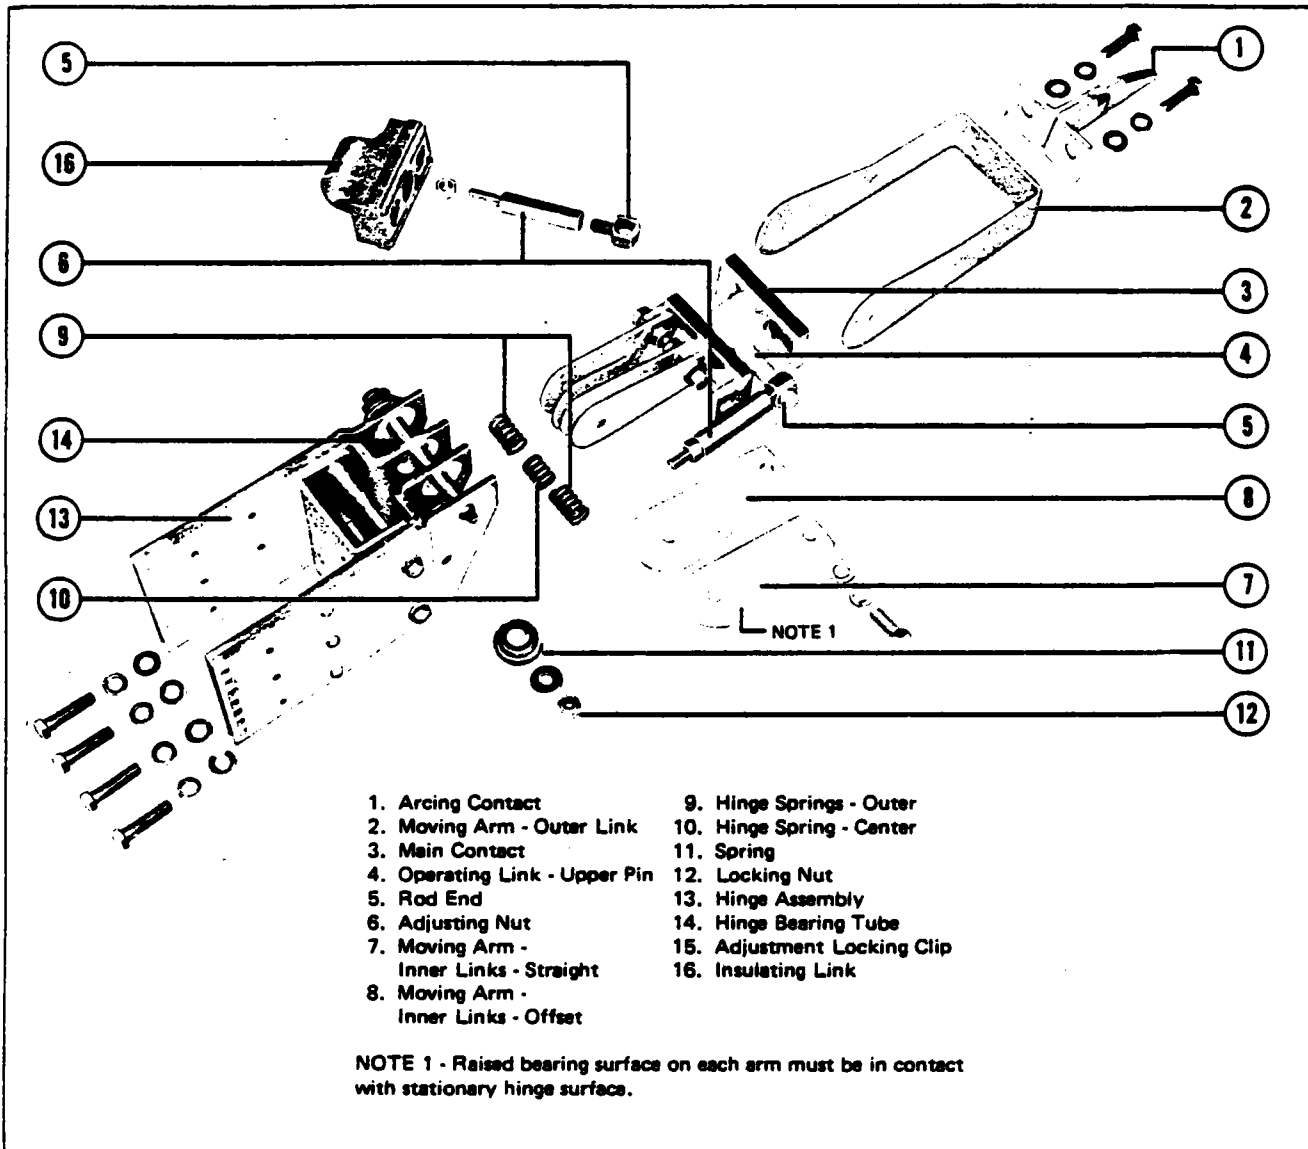 5
1
16
2
6
3
9
4
14
5
13
8
10
7
NOTE 1
11
12
1. Arcing Contact
2. Moving Arm - Outer Link
3. Main Contact
4. Operating Link - Upper Pin
5. Rod End
6. Adjusting Nut
7. Moving Arm -
Inner Links - Straight
8. Moving Arm -
Inner Links - Offset
9. Hinge Springs - Outer
10. Hinge Spring - Center
11. Spring
12. Locking Nut
13. Hinge Assembly
14. Hinge Bearing Tube
15. Adjustment Locking Clip
16. Insulating Link
NOTE 1 - Raised bearing surface on each arm must be in contact
with stationary hinge surface.